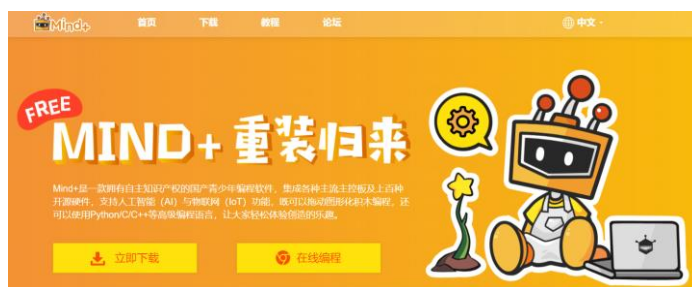 Mind+ 首页 下载 教程 论坛 中文
FREE
MIND+ 重装归来
Mind+是一款拥有自主知识产权的国产青少年编程软件，集成各种主流主控板及上百种
开源硬件，支持人工智能（AI）与物联网（IoT）功能，既可以拖动图形化积木编程，还
可以使用Python/C/C++等高级编程语言，让大家轻松体验创造的乐趣。
立即下载 在线编程